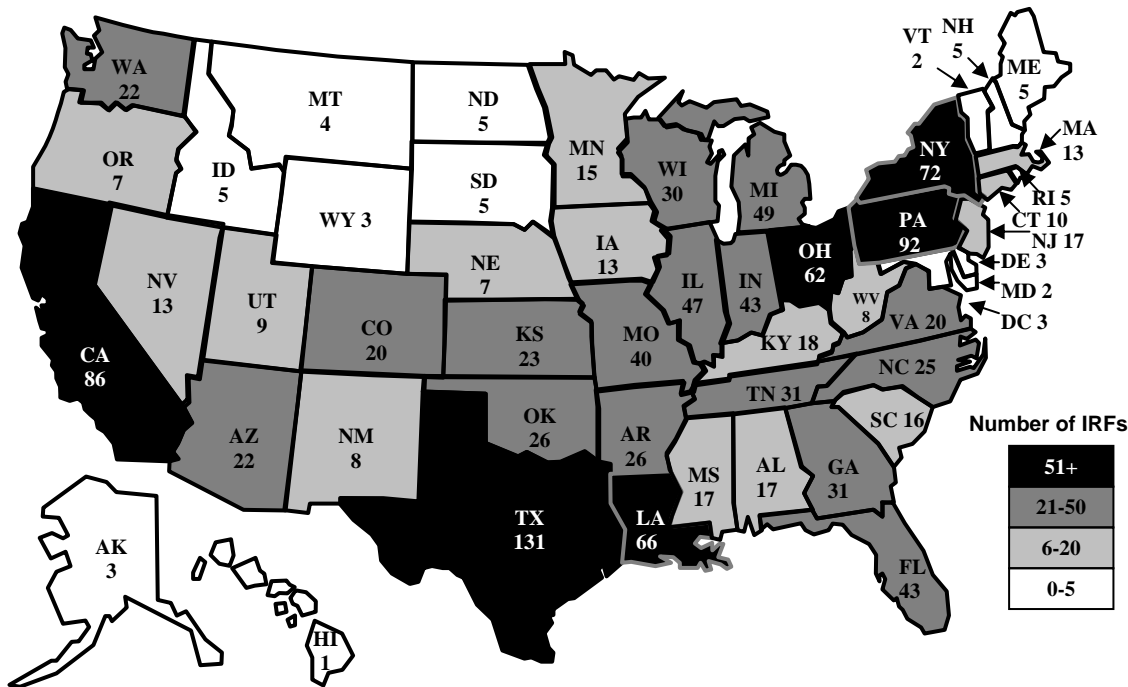 NH
5
VT
2
WA
22
MT
4
ND
5
ME
5
MN
15
MA
13
OR
7
ID
5
WI
30
NY
72
SD
5
MI
49
RI 5
WY 3
CT 10
PA
92
NJ 17
IA
13
OH
62
NE
7
DE 3
NV
13
UT
9
IL
47
IN
43
MD 2
WV
8
CO
20
KS
23
MO
40
VA 20
DC 3
CA
86
KY 18
NC 25
TN 31
OK
26
AR
26
SC 16
AZ
22
NM
8
MS
17
AL
17
GA
31
TX
131
LA
66
FL
43
AK
3
HI
1
Number of IRFs
51+
21-50
6-20
0-5